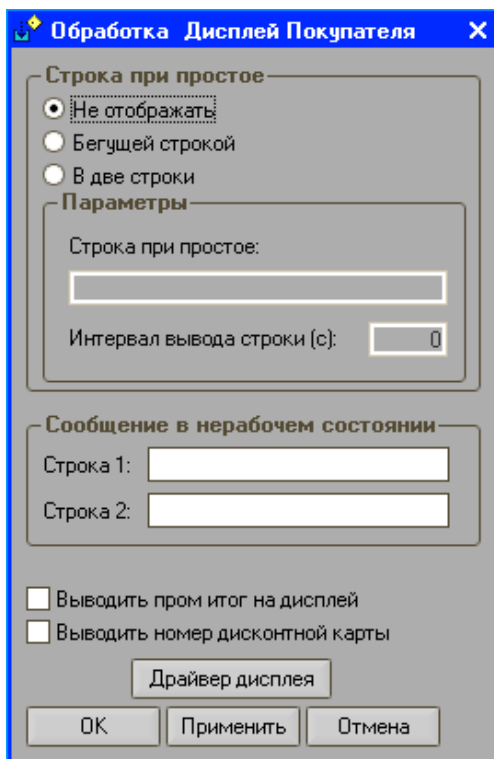 Обработка Дисплей Покупателя
Строка при простое
Не отображать
Бегущей строкой
В две строки
Параметры
Строка при простое:
Интервал вывода строки (с): 0
Сообщение в нерабочем состоянии
Строка 1:
Строка 2:
Выводить пром итог на дисплей
Выводить номер дисконтной карты
Драйвер дисплея
ОК Применить Отмена